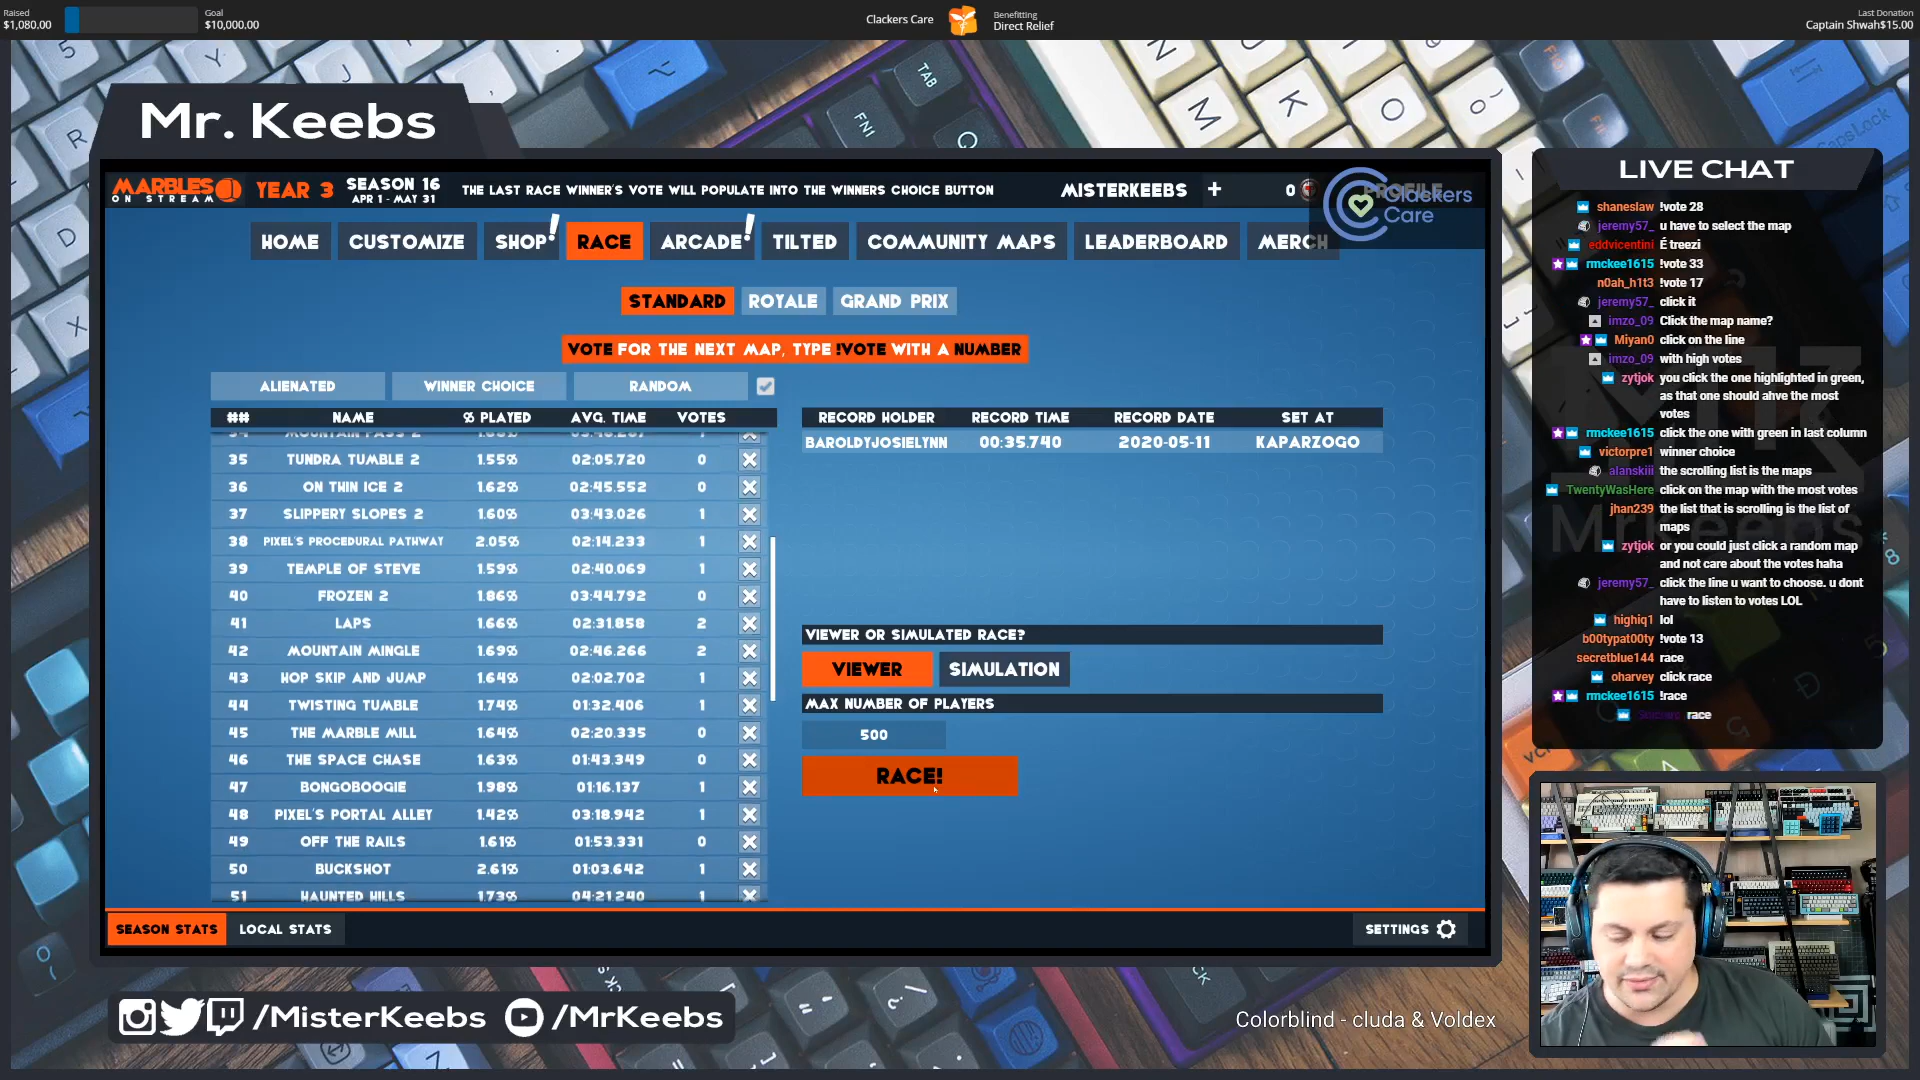 Raised
$1,080.00
Goal
$10,000.00
Clackers Care
Benefitting
Direct Relief
Last Donation
Captain Shwah$15.00
Mr. Keebs
MARBLES
ON STREAM
YEAR 3
SEASON 16
APR 1 - MAY 31
THE LAST RACE WINNER'S VOTE WILL POPULATE INTO THE WINNERS CHOICE BUTTON
MISTERKEEBS + 0
PROFILE
Clackers
Care
HOME CUSTOMIZE SHOP! RACE ARCADE! TILTED COMMUNITY MAPS LEADERBOARD MERCH
STANDARD ROYALE GRAND PRIX
VOTE FOR THE NEXT MAP, TYPE !VOTE WITH A NUMBER
ALIENATED WINNER CHOICE RANDOM
## NAME % PLAYED AVG. TIME VOTES
35 TUNDRA TUMBLE 2 1.55% 02:05.720 0
36 ON THIN ICE 2 1.62% 02:45.552 0
37 SLIPPERY SLOPES 2 1.60% 03:43.026 1
38 PIXEL'S PROCEDURAL PATHWAY 2.05% 02:14.233 1
39 TEMPLE OF STEVE 1.59% 02:40.069 1
40 FROZEN 2 1.86% 03:44.792 0
41 LAPS 1.66% 02:31.858 2
42 MOUNTAIN MINGLE 1.69% 02:46.266 2
43 HOP SKIP AND JUMP 1.64% 02:02.702 1
44 TWISTING TUMBLE 1.74% 01:32.406 1
45 THE MARBLE MILL 1.64% 02:20.335 0
46 THE SPACE CHASE 1.63% 01:43.349 0
47 BONGOBOOGIE 1.98% 01:16.137 1
48 PIXEL'S PORTAL ALLEY 1.42% 03:18.942 1
49 OFF THE RAILS 1.61% 01:53.331 0
50 BUCKSHOT 2.61% 01:03.642 1
51 HAUNTED HILLS 1.73% 04:21.240 1
RECORD HOLDER RECORD TIME RECORD DATE SET AT
BAROLDYJOSIELYNN 00:35.740 2020-05-11 KAPARZOGO
VIEWER OR SIMULATED RACE?
VIEWER SIMULATION
MAX NUMBER OF PLAYERS
500
RACE!
SEASON STATS LOCAL STATS
SETTINGS
LIVE CHAT
shaneslaw !vote 28
jeremy57_ u have to select the map
eddvicentini É treezi
rmckee1615 !vote 33
n0ah_h1t3 !vote 17
jeremy57_ click it
imzo_09 Click the map name?
Miyan0 click on the line
imzo_09 with high votes
zytjok you click the one highlighted in green,
as that one should ahve the most
votes
rmckee1615 click the one with green in last column
victorpre1 winner choice
alanskiii the scrolling list is the maps
TwentyWasHere click on the map with the most votes
jhan239 the list that is scrolling is the list of
maps
zytjok or you could just click a random map
and not care about the votes haha
jeremy57_ click the line u want to choose. u dont
have to listen to votes LOL
highiq1 lol
b00typat00ty !vote 13
secretblue144 race
oharvey click race
rmckee1615 !race
race
MrKeebs
/MisterKeebs /MrKeebs
Colorblind - cluda & Voldex